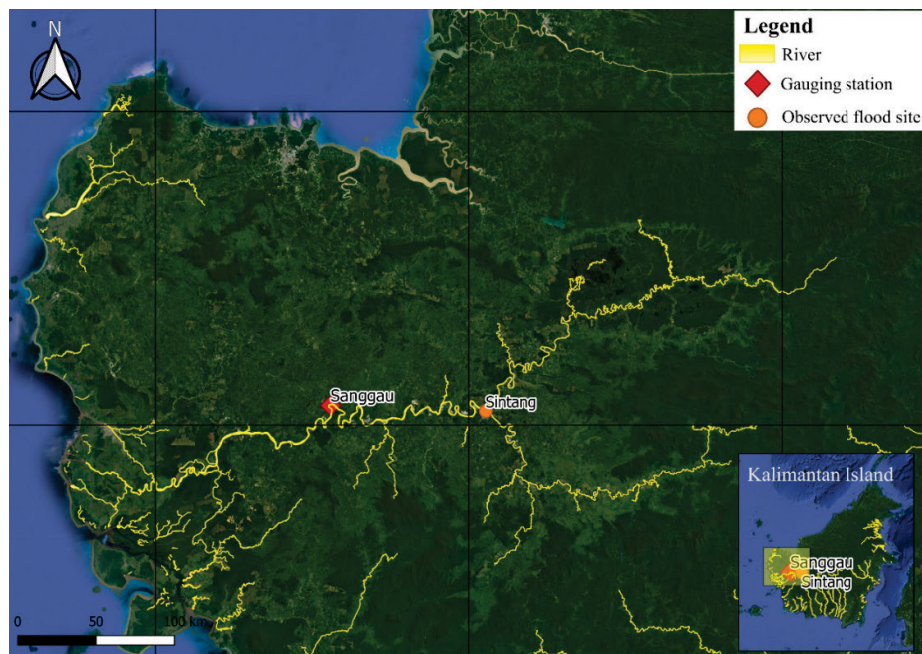 N
Legend
River
Gauging station
Observed flood site
Sanggau
Sintang
Kalimantan Island
Sanggau
Sintang
0 50 100 km